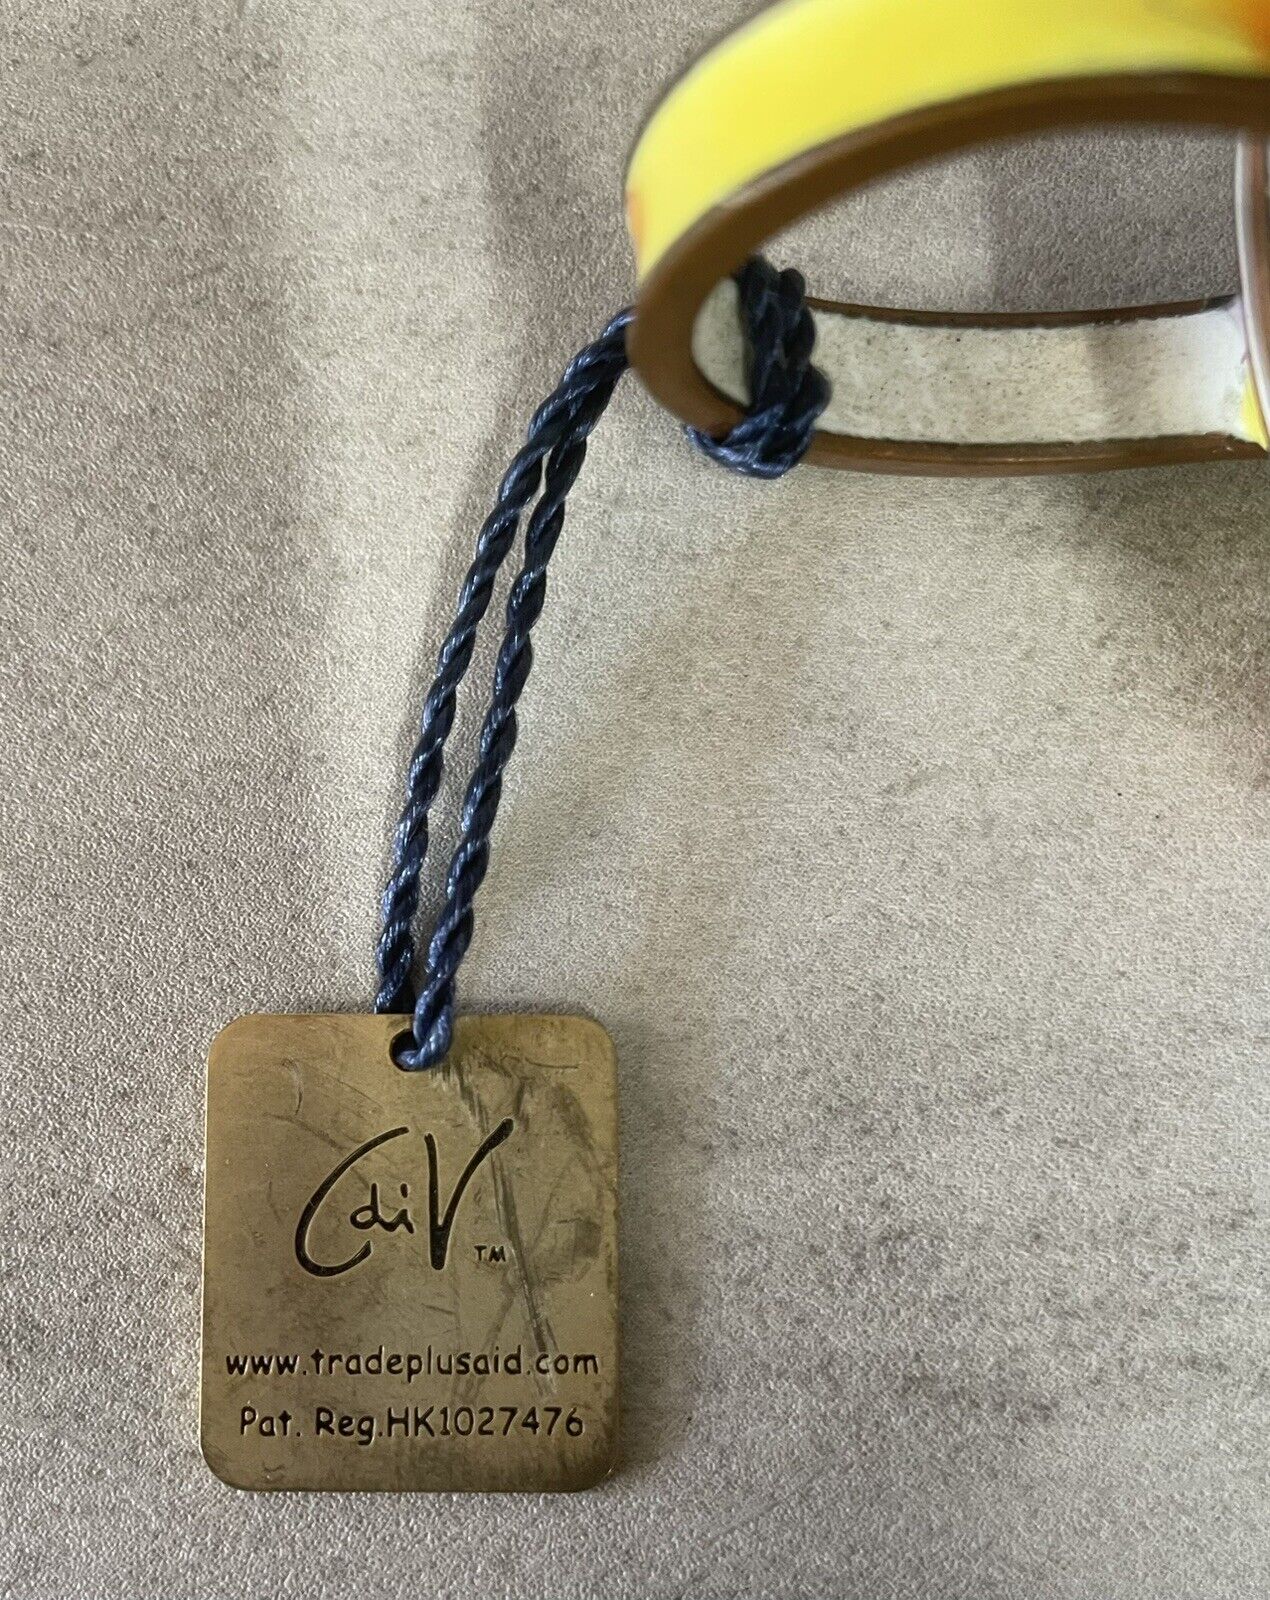 CdiV™
www.tradeplusaid.com
Pat. Reg.HK1027476